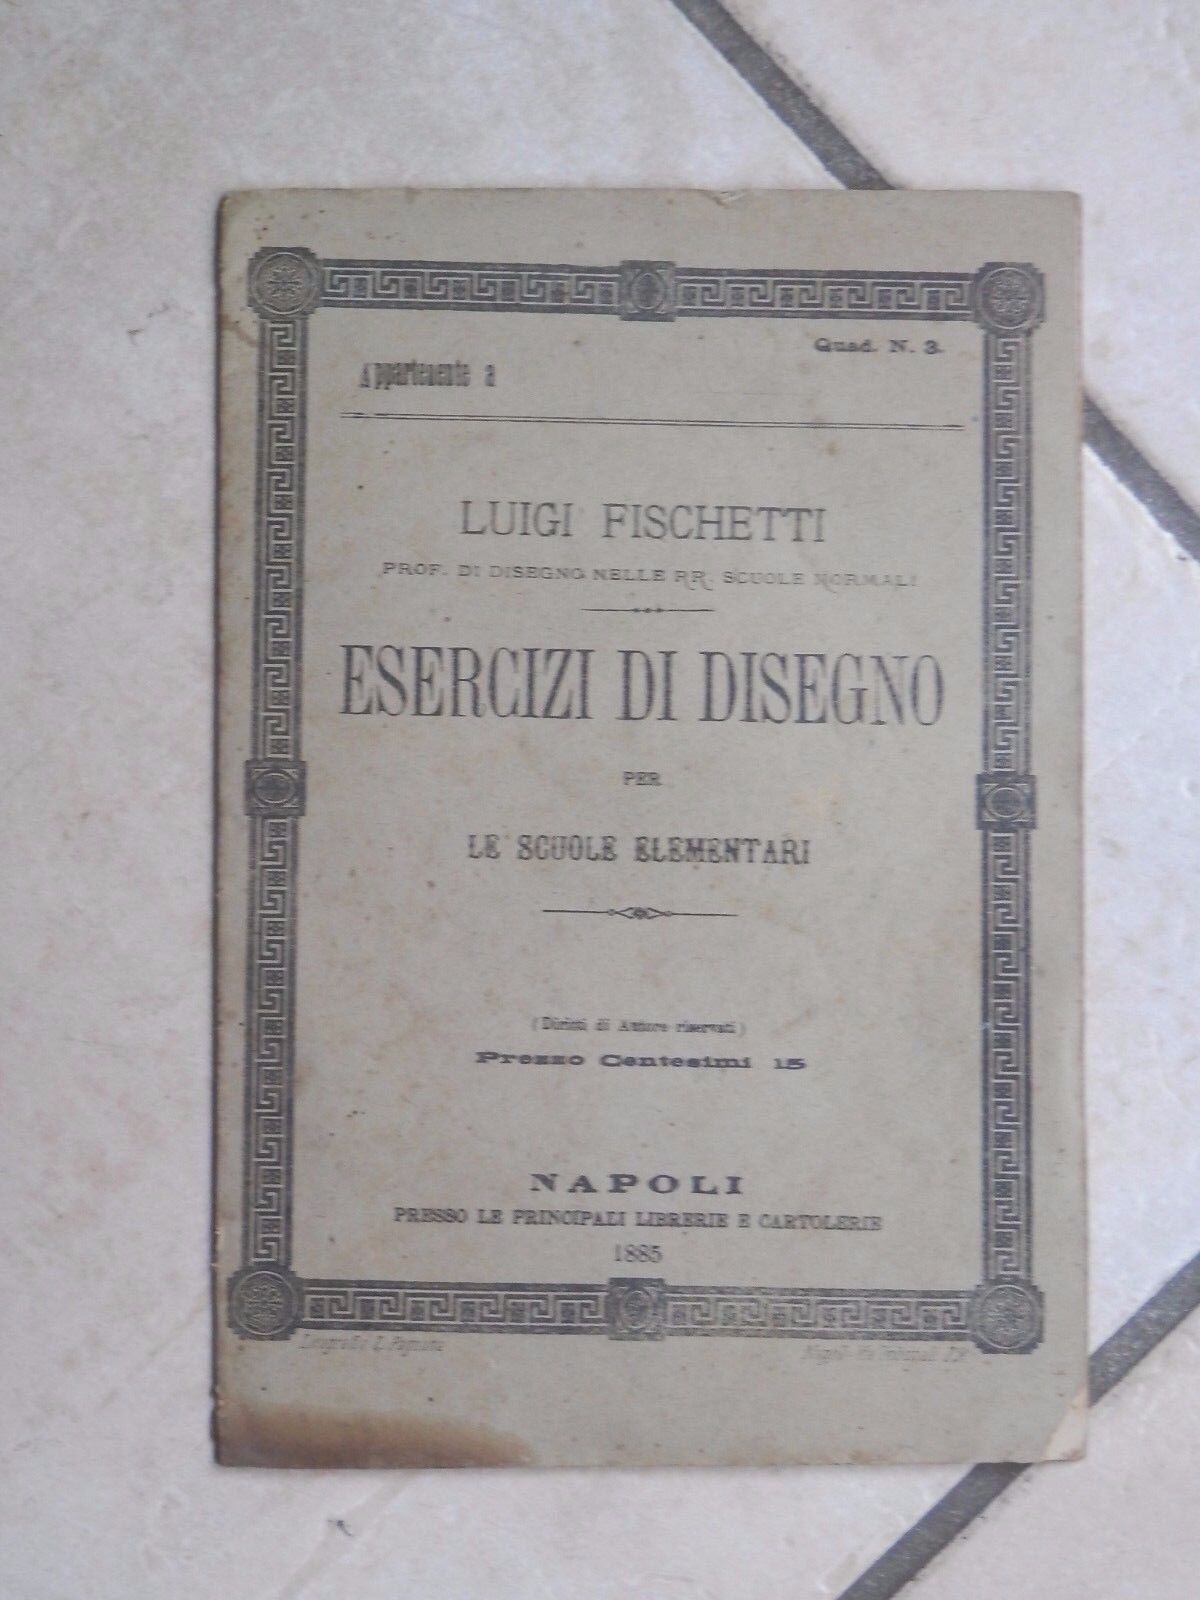 Quad. N. 3.
Appartenente a
LUIGI FISCHETTI
PROF. DI DISEGNO NELLE RR. SCUOLE NORMALI
ESERCIZI DI DISEGNO
PER
LE SCUOLE ELEMENTARI
(Diritti di Autore riservati)
Prezzo Centesimi 15
NAPOLI
PRESSO LE PRINCIPALI LIBRERIE E CARTOLERIE
1885